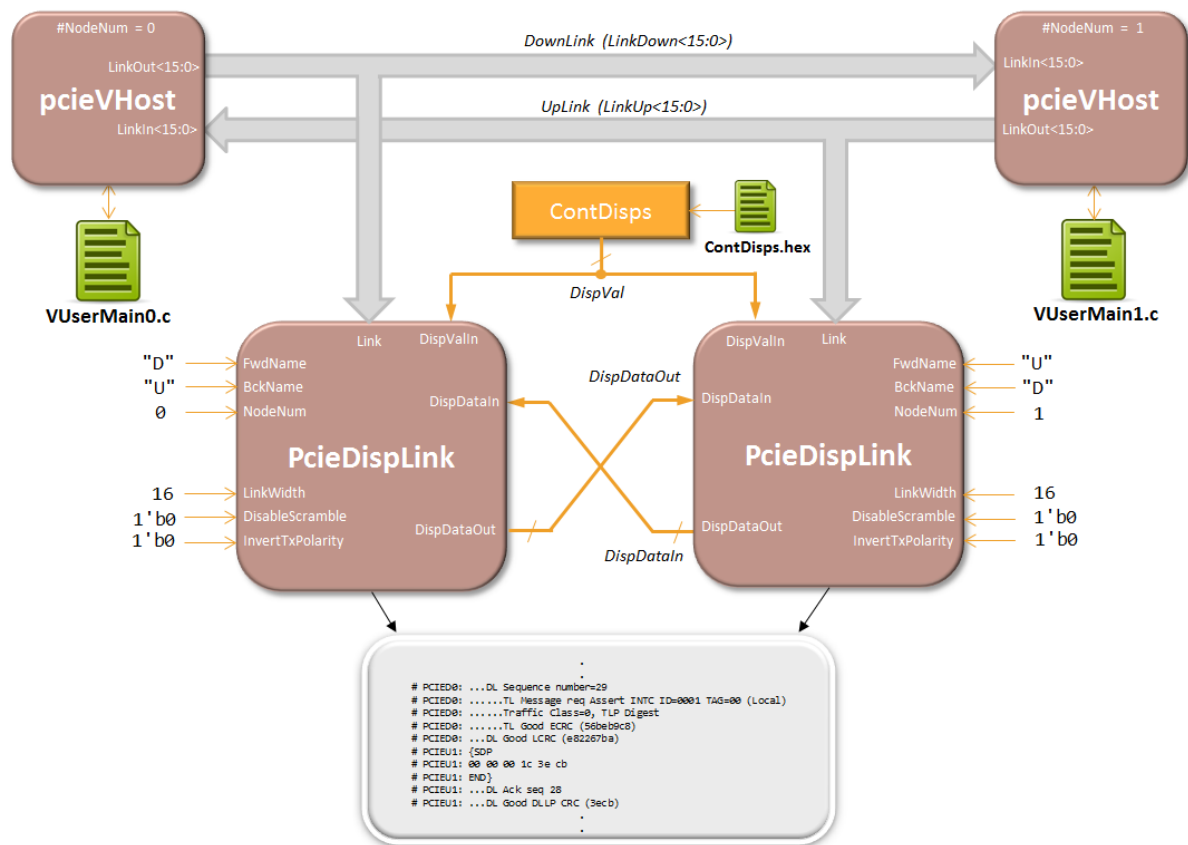 #NodeNum = 0
LinkOut<15:0>
pcieVHost
LinkIn<15:0>
DownLink (LinkDown<15:0>)
UpLink (LinkUp<15:0>)
#NodeNum = 1
LinkIn<15:0>
pcieVHost
LinkOut<15:0>
ContDisps
ContDisps.hex
DispVal
VUserMain0.c
VUserMain1.c
Link
DispValIn
"D"
FwdName
"U"
BckName
0
NodeNum
DispDataIn
PcieDispLink
16
LinkWidth
1'b0
DisableScramble
1'b0
InvertTxPolarity
DispDataOut
DispDataOut
DispDataIn
DispValIn
Link
FwdName
"U"
BckName
"D"
DispDataIn
NodeNum
1
PcieDispLink
LinkWidth
16
DisableScramble
1'b0
DispDataOut
InvertTxPolarity
1'b0
.
.
# PCIED0: ...DL Sequence number=29
# PCIED0: ......TL Message req Assert INTC ID=0001 TAG=00 (Local)
# PCIED0: ......Traffic Class=0, TLP Digest
# PCIED0: ......TL Good ECRC (56beb9c8)
# PCIED0: ...DL Good LCRC (e82267ba)
# PCIEU1: {SDP
# PCIEU1: 00 00 00 1c 3e cb
# PCIEU1: END}
# PCIEU1: ...DL Ack seq 28
# PCIEU1: ...DL Good DLLP CRC (3ecb)
.
.